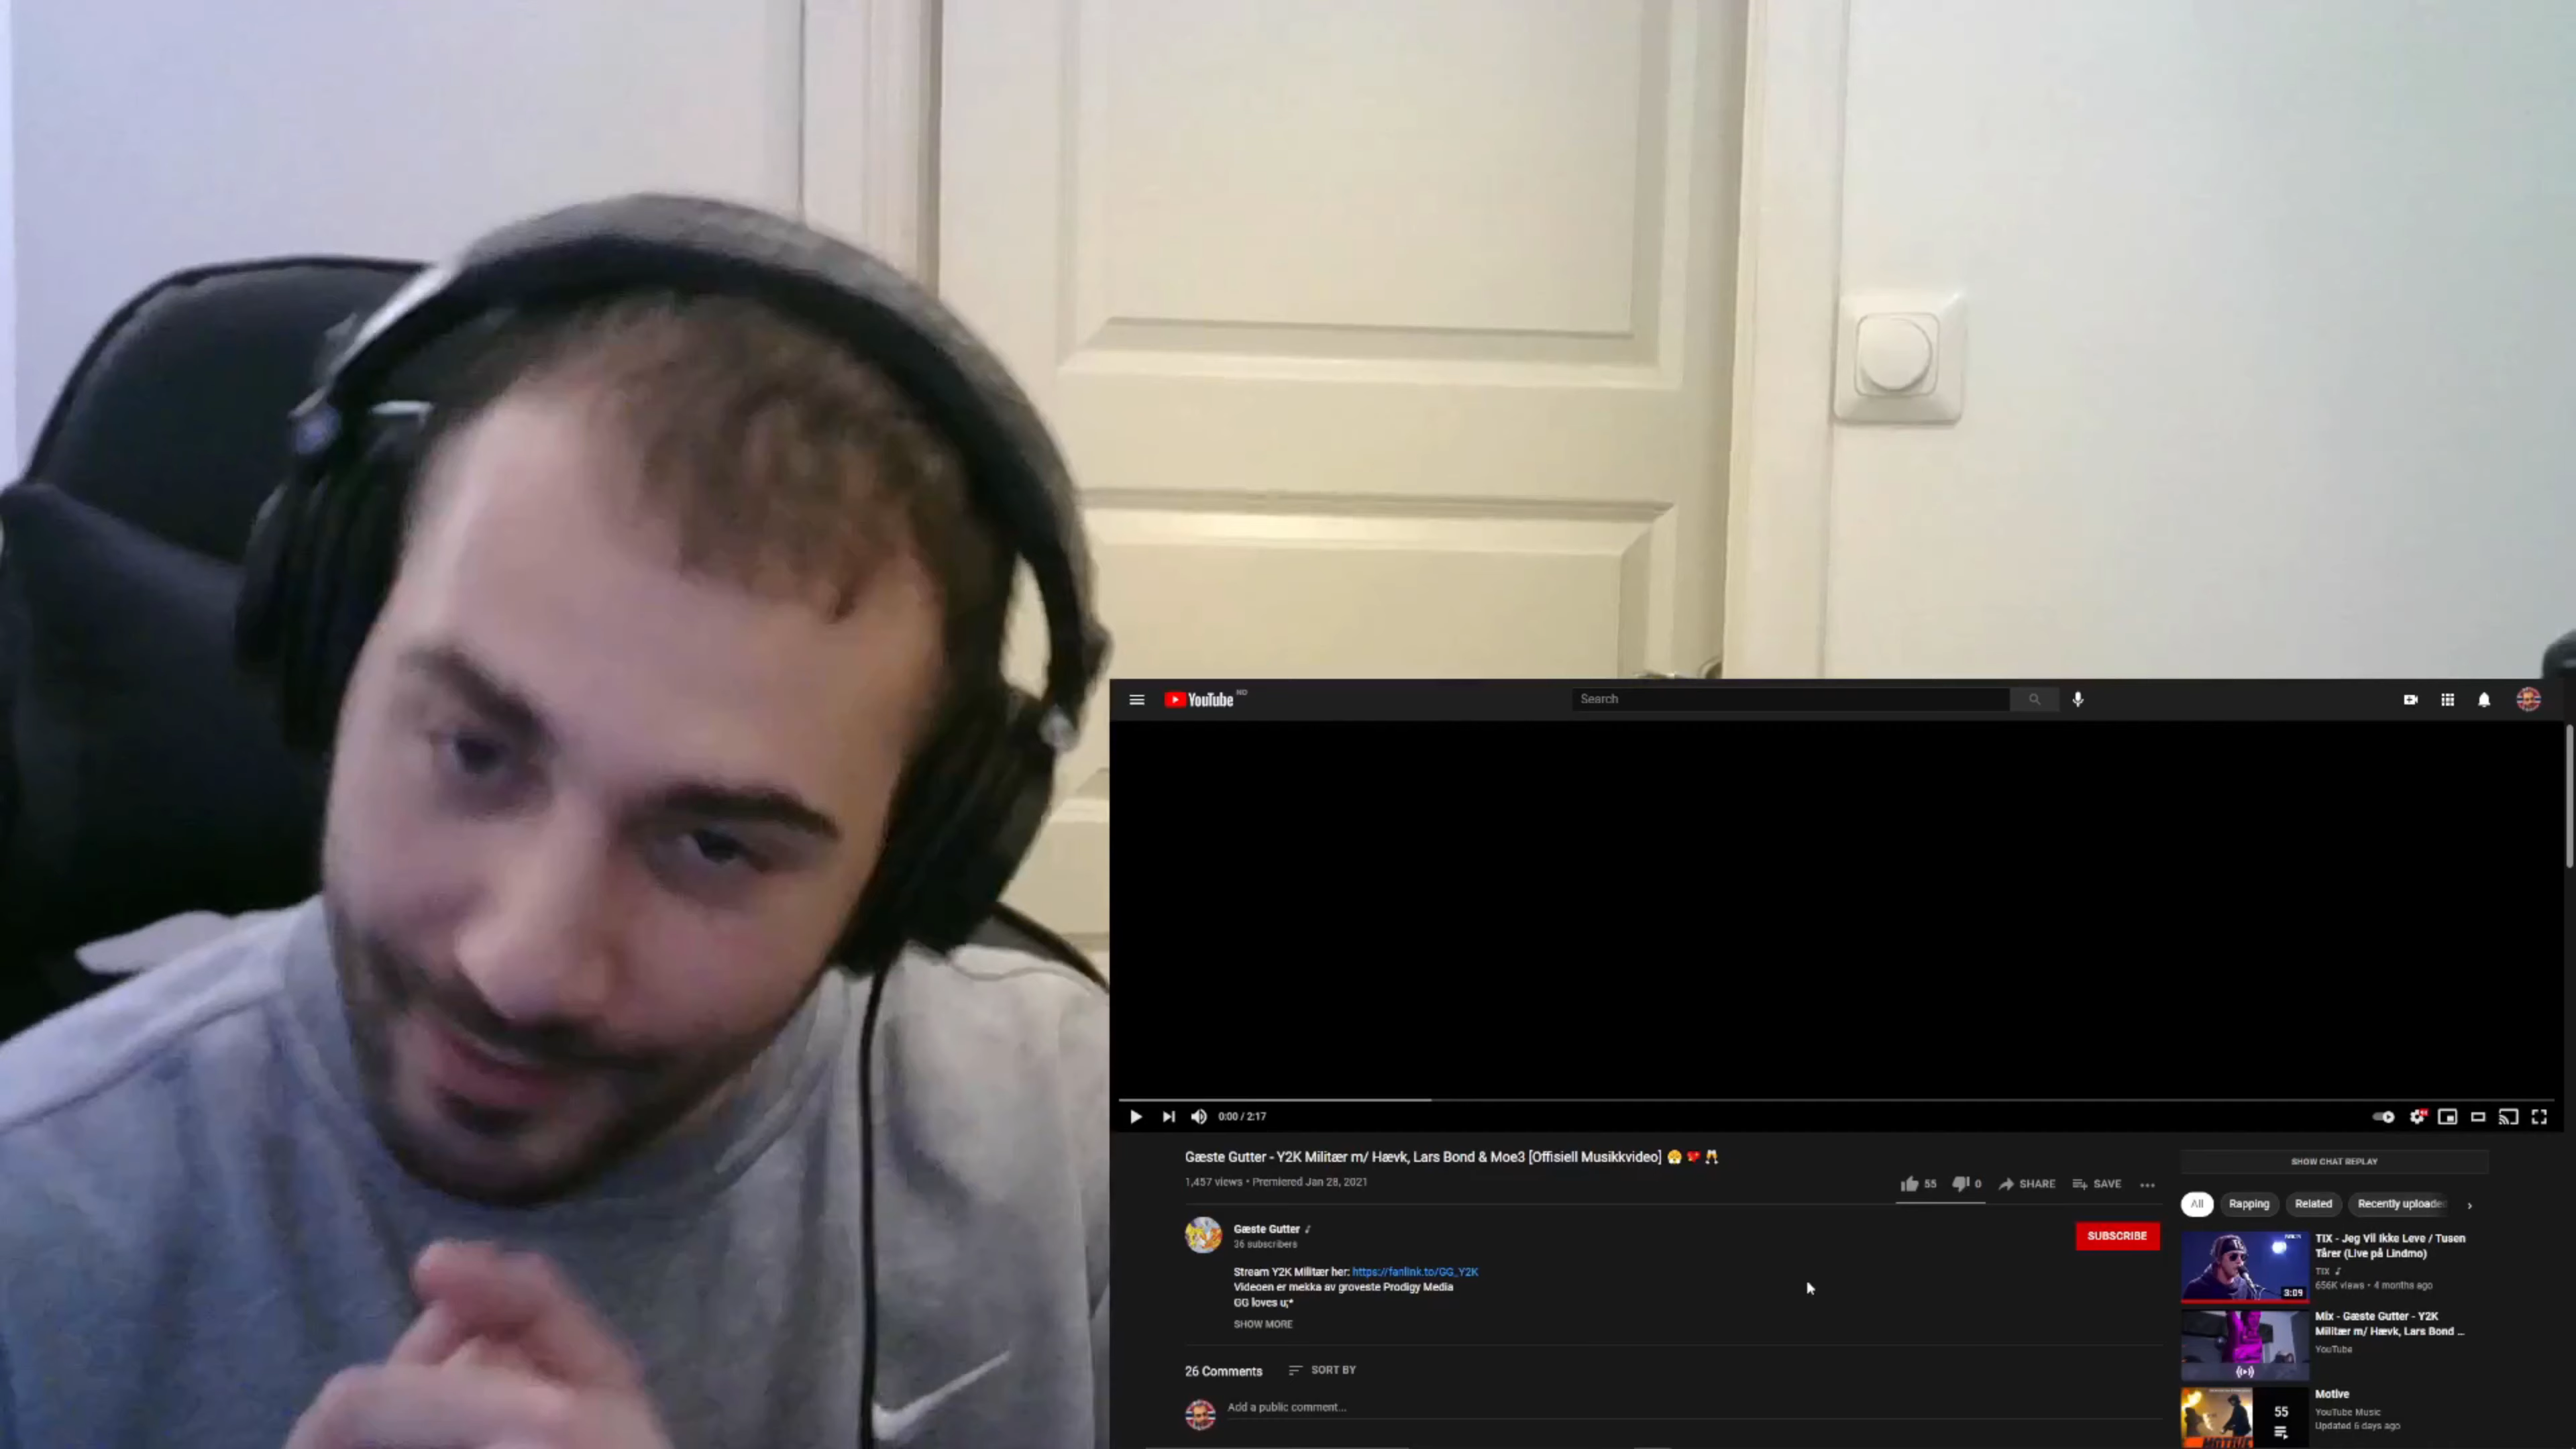 YouTube NO
Search
0:00 / 2:17
Gæste Gutter - Y2K Militær m/ Hævk, Lars Bond & Moe3 [Offisiell Musikkvideo]
1,457 views • Premiered Jan 28, 2021
55
0
SHARE
SAVE
Gæste Gutter
36 subscribers
SUBSCRIBE
Stream Y2K Militær her: https://fanlink.to/GG_Y2K
Videoen er mekka av groveste Prodigy Media
GG loves u;*
SHOW MORE
26 Comments
SORT BY
Add a public comment...
SHOW CHAT REPLAY
All
Rapping
Related
Recently uploaded
TIX - Jeg Vil Ikke Leve / Tusen
Tårer (Live på Lindmo)
TIX
656K views • 4 months ago
3:09
Mix - Gæste Gutter - Y2K
Militær m/ Hævk, Lars Bond ...
YouTube
Motive
YouTube Music
Updated 6 days ago
55
MOTIVE